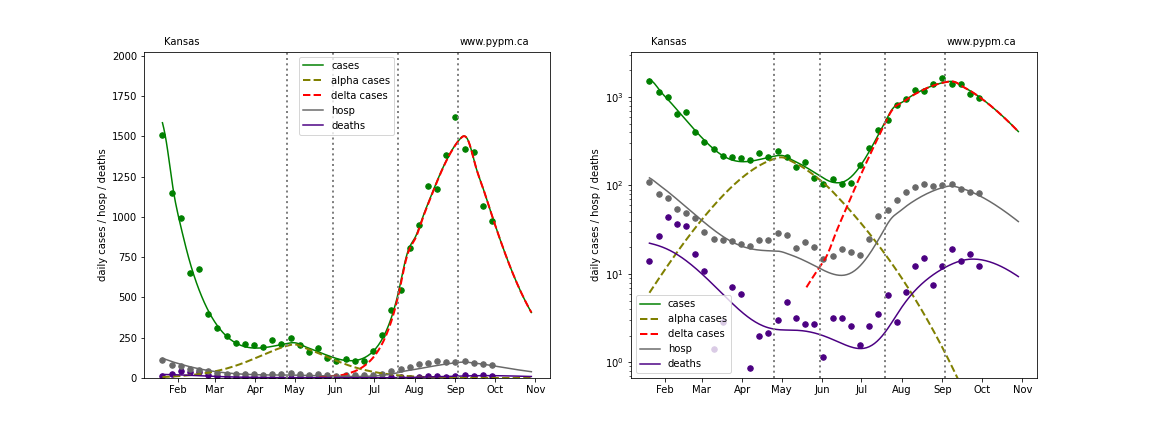 Kansas www.pypm.ca
2000
1750
1500
1250
1000
750
500
250
0
daily cases / hosp / deaths
cases
alpha cases
delta cases
hosp
deaths
Feb Mar Apr May Jun Jul Aug Sep Oct Nov
Kansas www.pypm.ca
10³
10²
10¹
10⁰
daily cases / hosp / deaths
cases
alpha cases
delta cases
hosp
deaths
Feb Mar Apr May Jun Jul Aug Sep Oct Nov